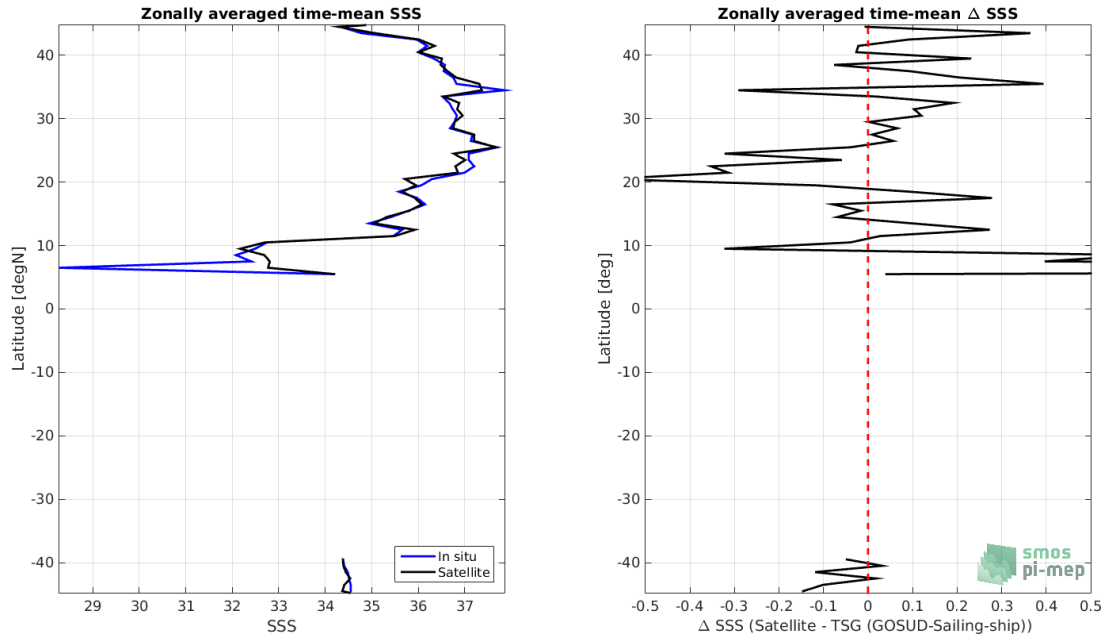 Zonally averaged time-mean SSS
40
30
20
10
0
-10
-20
-30
-40
Latitude [degN]
29 30 31 32 33 34 35 36 37
SSS
In situ
Satellite
Zonally averaged time-mean Δ SSS
40
30
20
10
0
-10
-20
-30
-40
Latitude [deg]
-0.5 -0.4 -0.3 -0.2 -0.1 0 0.1 0.2 0.3 0.4 0.5
Δ SSS (Satellite - TSG (GOSUD-Sailing-ship))
smos
pi-mep